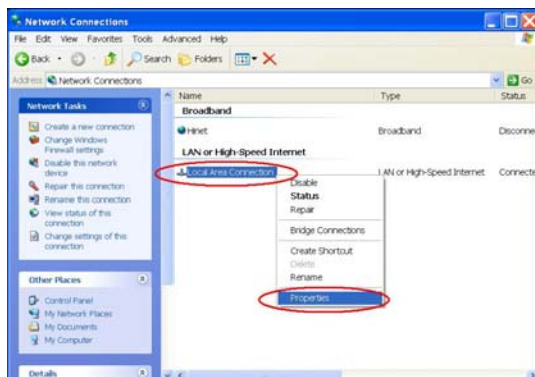 Network Connections
File Edit View Favorites Tools Advanced Help
Back Search Folders
Address Network Connections Go
Network Tasks
Create a new connection
Change Windows
Firewall settings
Disable this network
device
Repair this connection
Rename this connection
View status of this
connection
Change settings of this
connection
Other Places
Control Panel
My Network Places
My Documents
My Computer
Details
Name Type Status
Broadband
Hinet Broadband Disconne
LAN or High-Speed Internet
Local Area Connection LAN or High-Speed Internet Connecte
Disable
Status
Repair
Bridge Connections
Create Shortcut
Delete
Rename
Properties